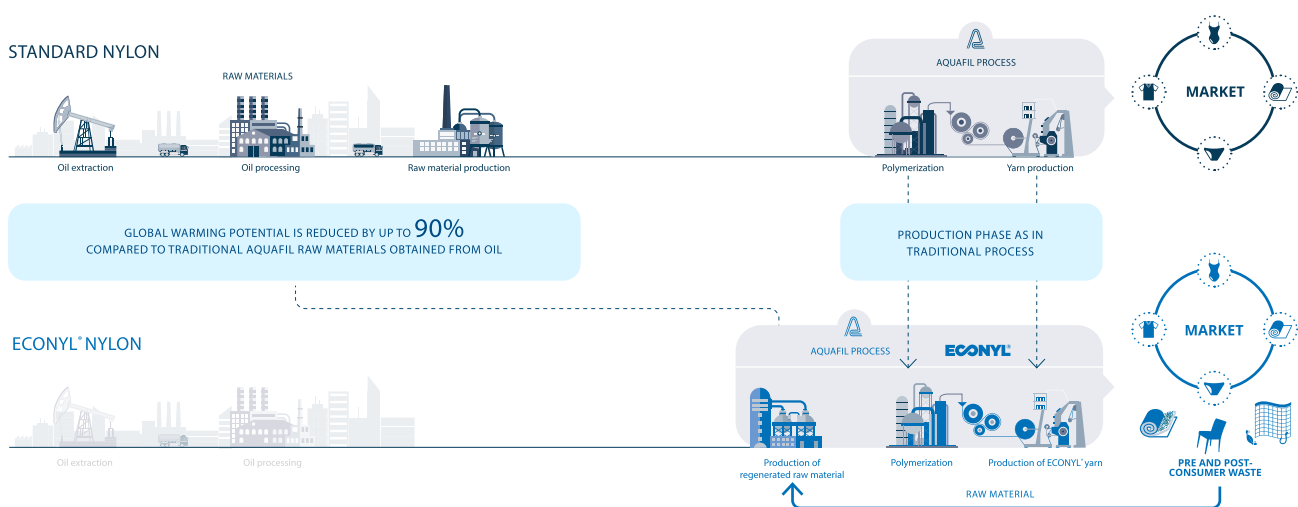 STANDARD NYLON
RAW MATERIALS
Oil extraction
Oil processing
Raw material production
AQUAFIL PROCESS
Polymerization
Yarn production
MARKET
GLOBAL WARMING POTENTIAL IS REDUCED BY UP TO 90%
COMPARED TO TRADITIONAL AQUAFIL RAW MATERIALS OBTAINED FROM OIL
PRODUCTION PHASE AS IN
TRADITIONAL PROCESS
ECONYL® NYLON
Oil extraction
Oil processing
AQUAFIL PROCESS
ECONYL®
Production of
regenerated raw material
Polymerization
Production of ECONYL® yarn
MARKET
PRE AND POST-
CONSUMER WASTE
RAW MATERIAL